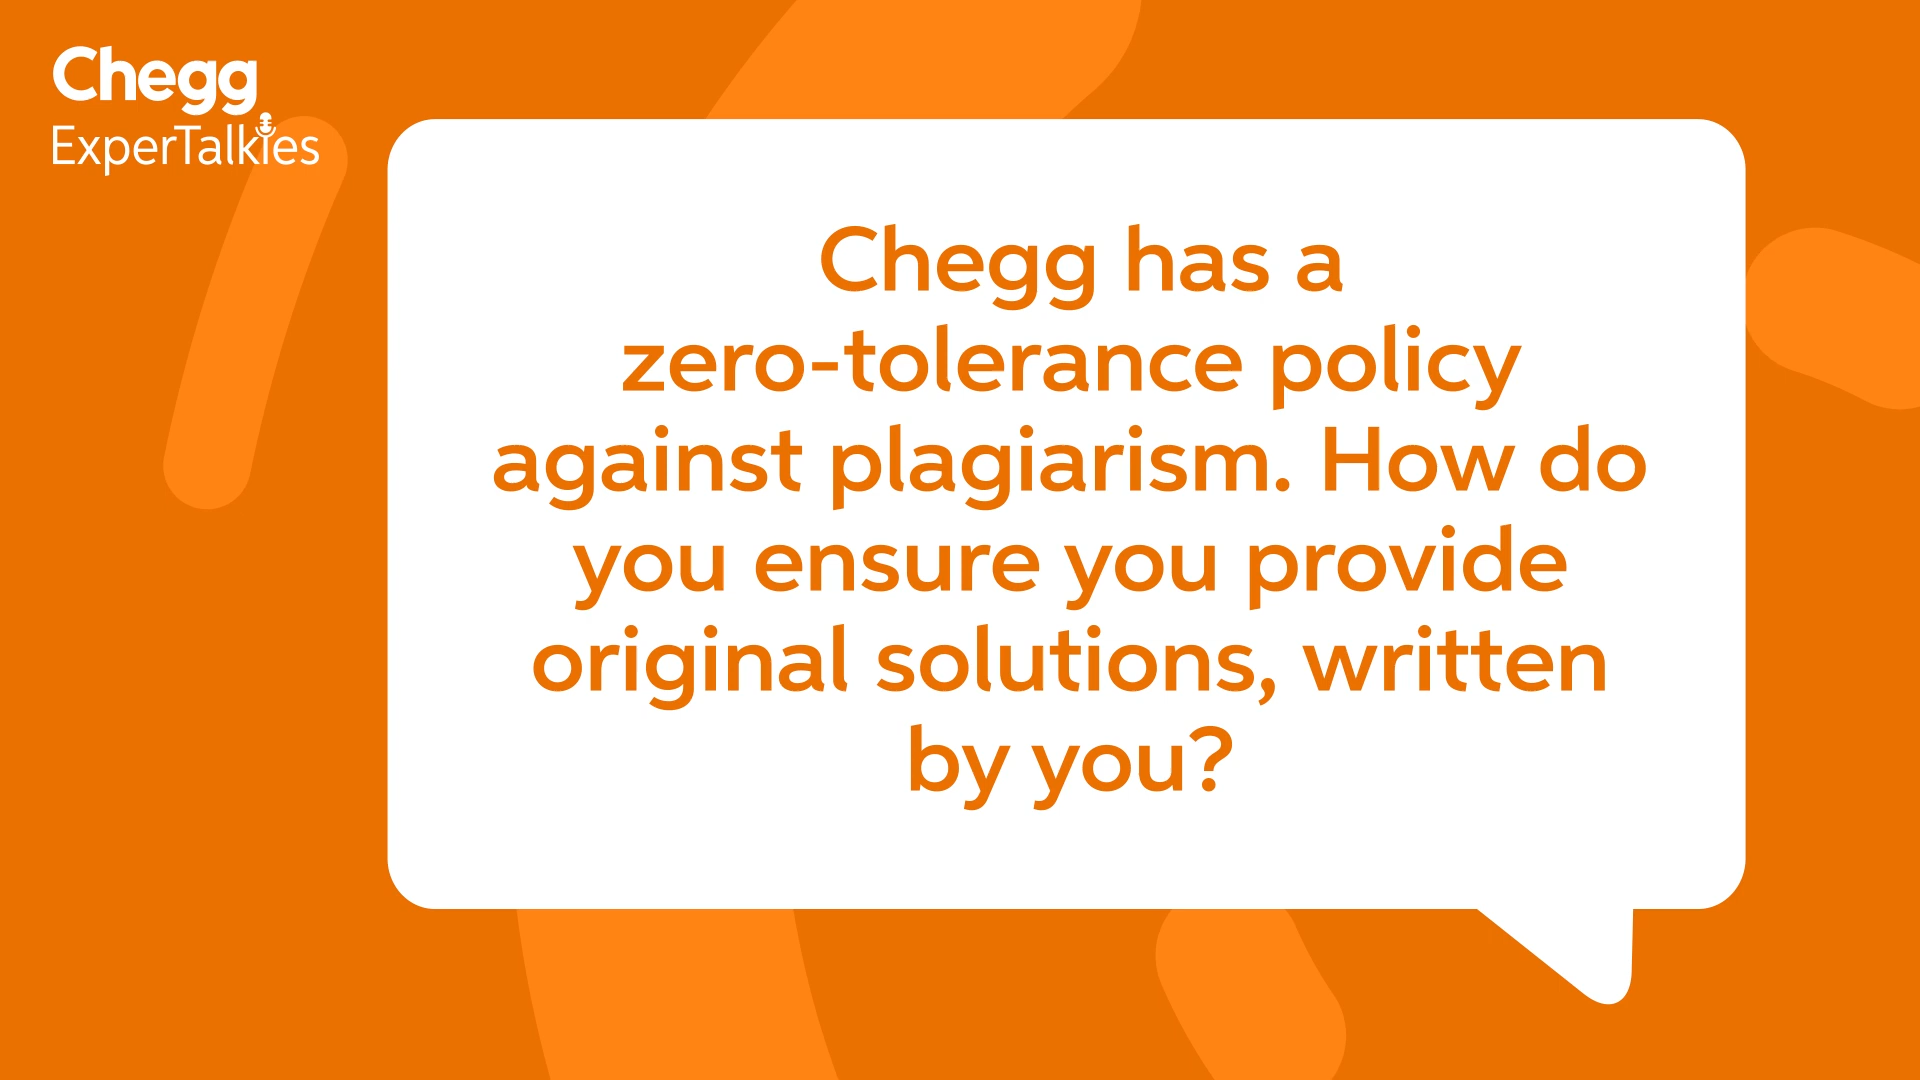 Chegg
ExperTalkies
Chegg has a
zero-tolerance policy
against plagiarism. How do
you ensure you provide
original solutions, written
by you?